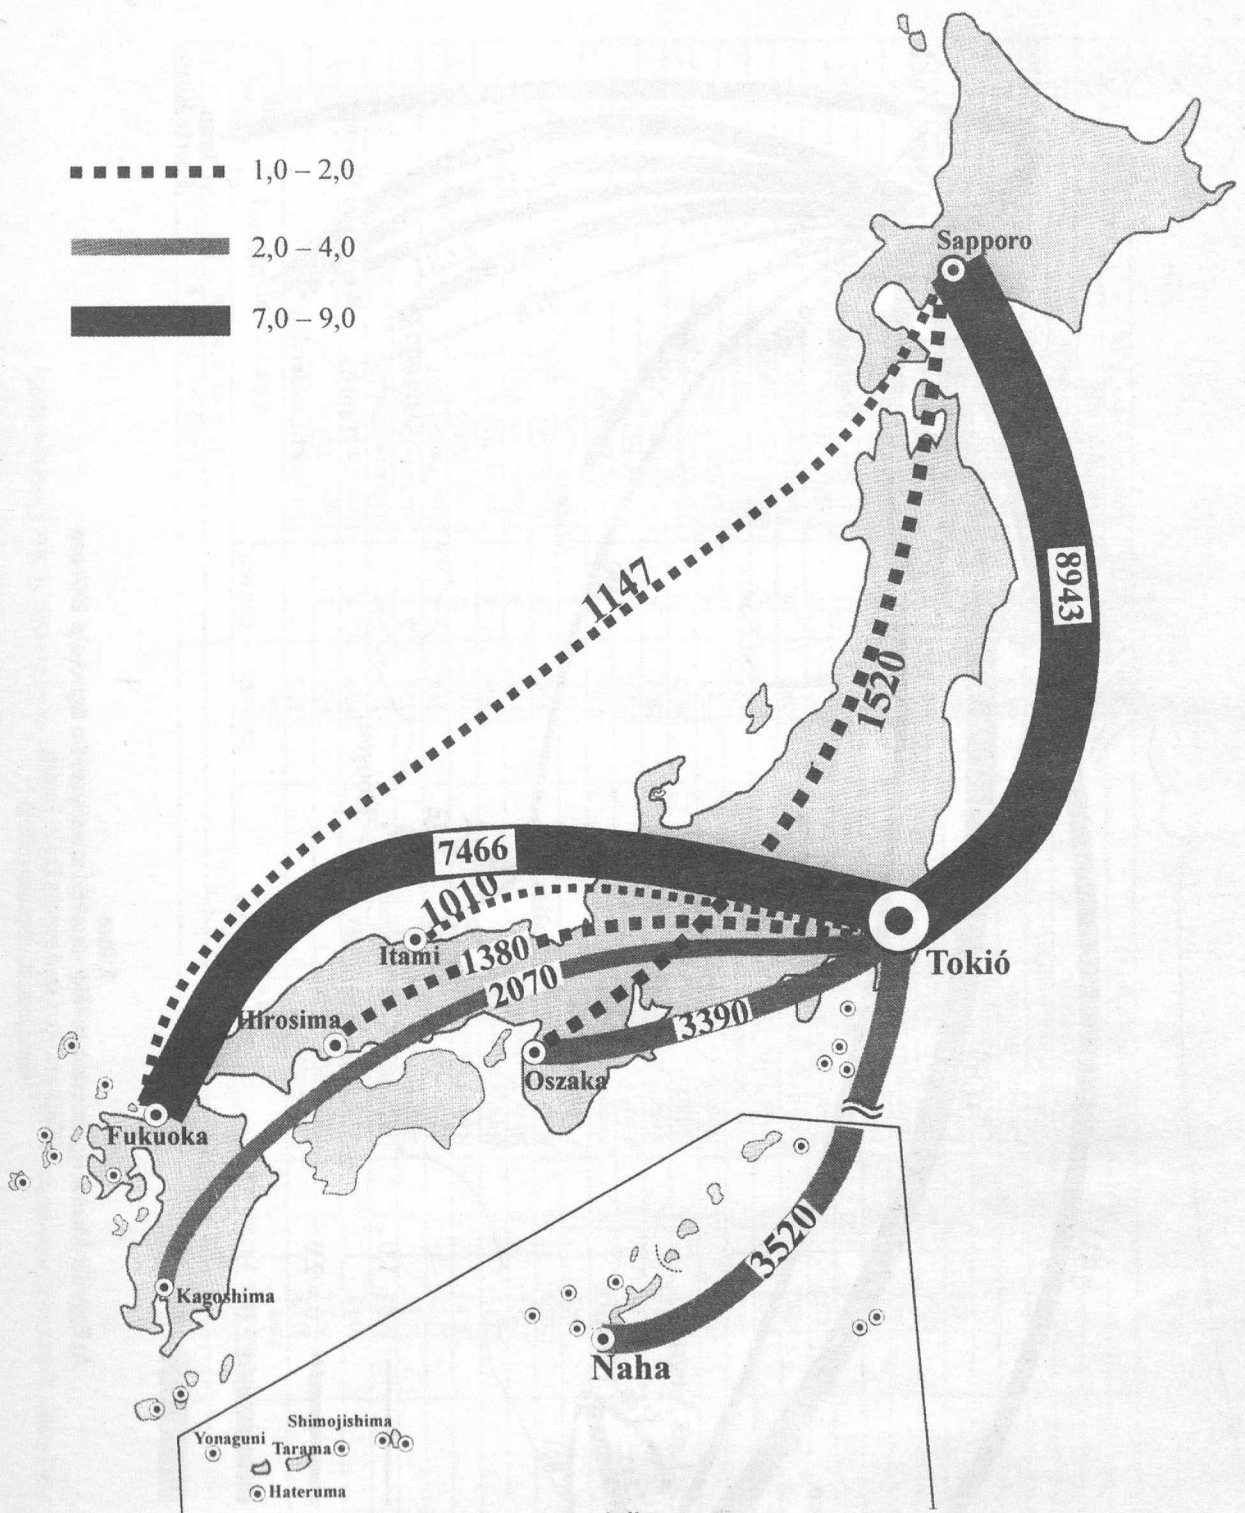 1,0 – 2,0
2,0 – 4,0
7,0 – 9,0
Sapporo
8943
1147
1520
7466
1010
Itami
1380
Tokió
2070
Hirosima
3390
Oszaka
Fukuoka
3520
Kagoshima
Naha
Shimojishima
Yonaguni
Tarama
Hateruma